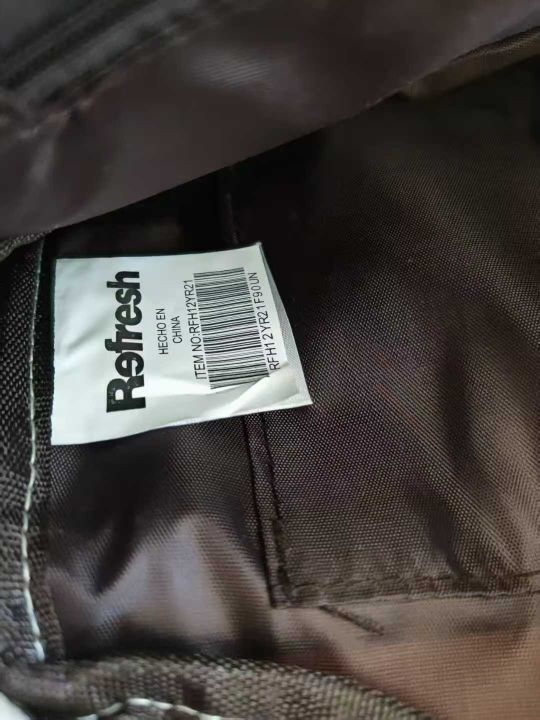 Refresh
HECHO EN
CHINA
ITEM NO:RFH12YR21
RFH12YR21F90UN